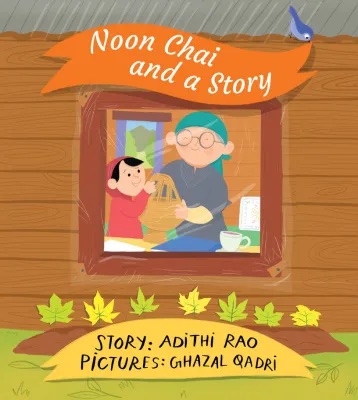 Noon Chai
and a Story
STORY: ADITHI RAO
PICTURES: GHAZAL QADRI